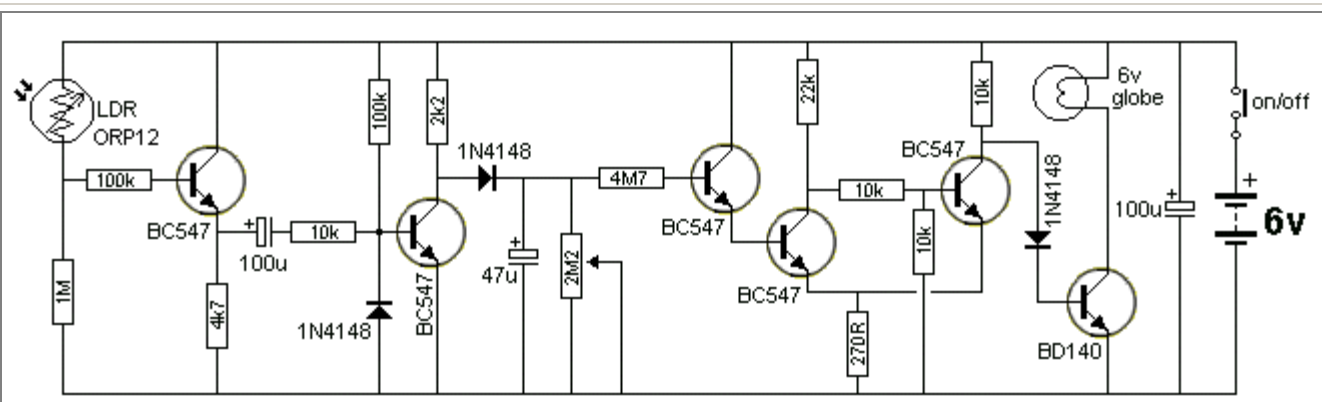 LDR
ORP12
100k
1M
BC547
4k7
+
100u
10k
100k
1N4148
2k2
BC547
1N4148
+
47u
2M2
4M7
BC547
22k
BC547
10k
10k
270R
BC547
10k
1N4148
6v
globe
BD140
+
100u
on/off
+
6v